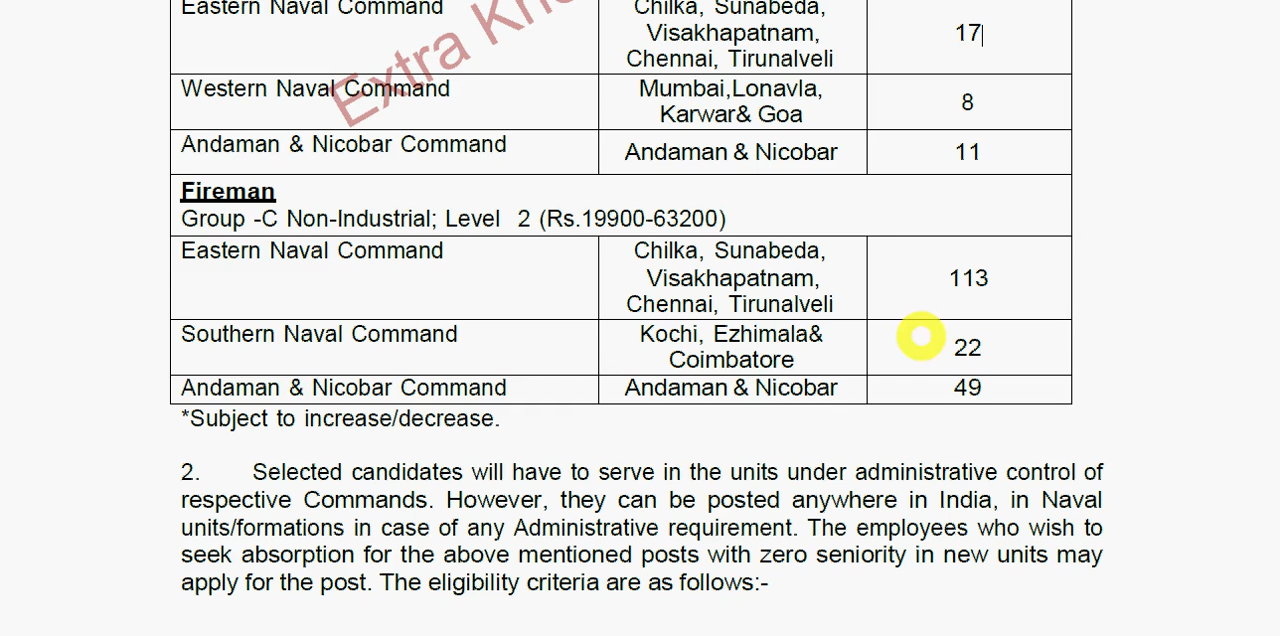 Eastern Naval Command
Chilka, Sunabeda,
Visakhapatnam,
Chennai, Tirunalveli
17
Western Naval Command
Mumbai,Lonavla,
Karwar& Goa
8
Andaman & Nicobar Command
Andaman & Nicobar
11
Fireman
Group -C Non-Industrial; Level 2 (Rs.19900-63200)
Eastern Naval Command
Chilka, Sunabeda,
Visakhapatnam,
Chennai, Tirunalveli
113
Southern Naval Command
Kochi, Ezhimala&
Coimbatore
22
Andaman & Nicobar Command
Andaman & Nicobar
49
*Subject to increase/decrease.
2. Selected candidates will have to serve in the units under administrative control of
respective Commands. However, they can be posted anywhere in India, in Naval
units/formations in case of any Administrative requirement. The employees who wish to
seek absorption for the above mentioned posts with zero seniority in new units may
apply for the post. The eligibility criteria are as follows:-
Extra